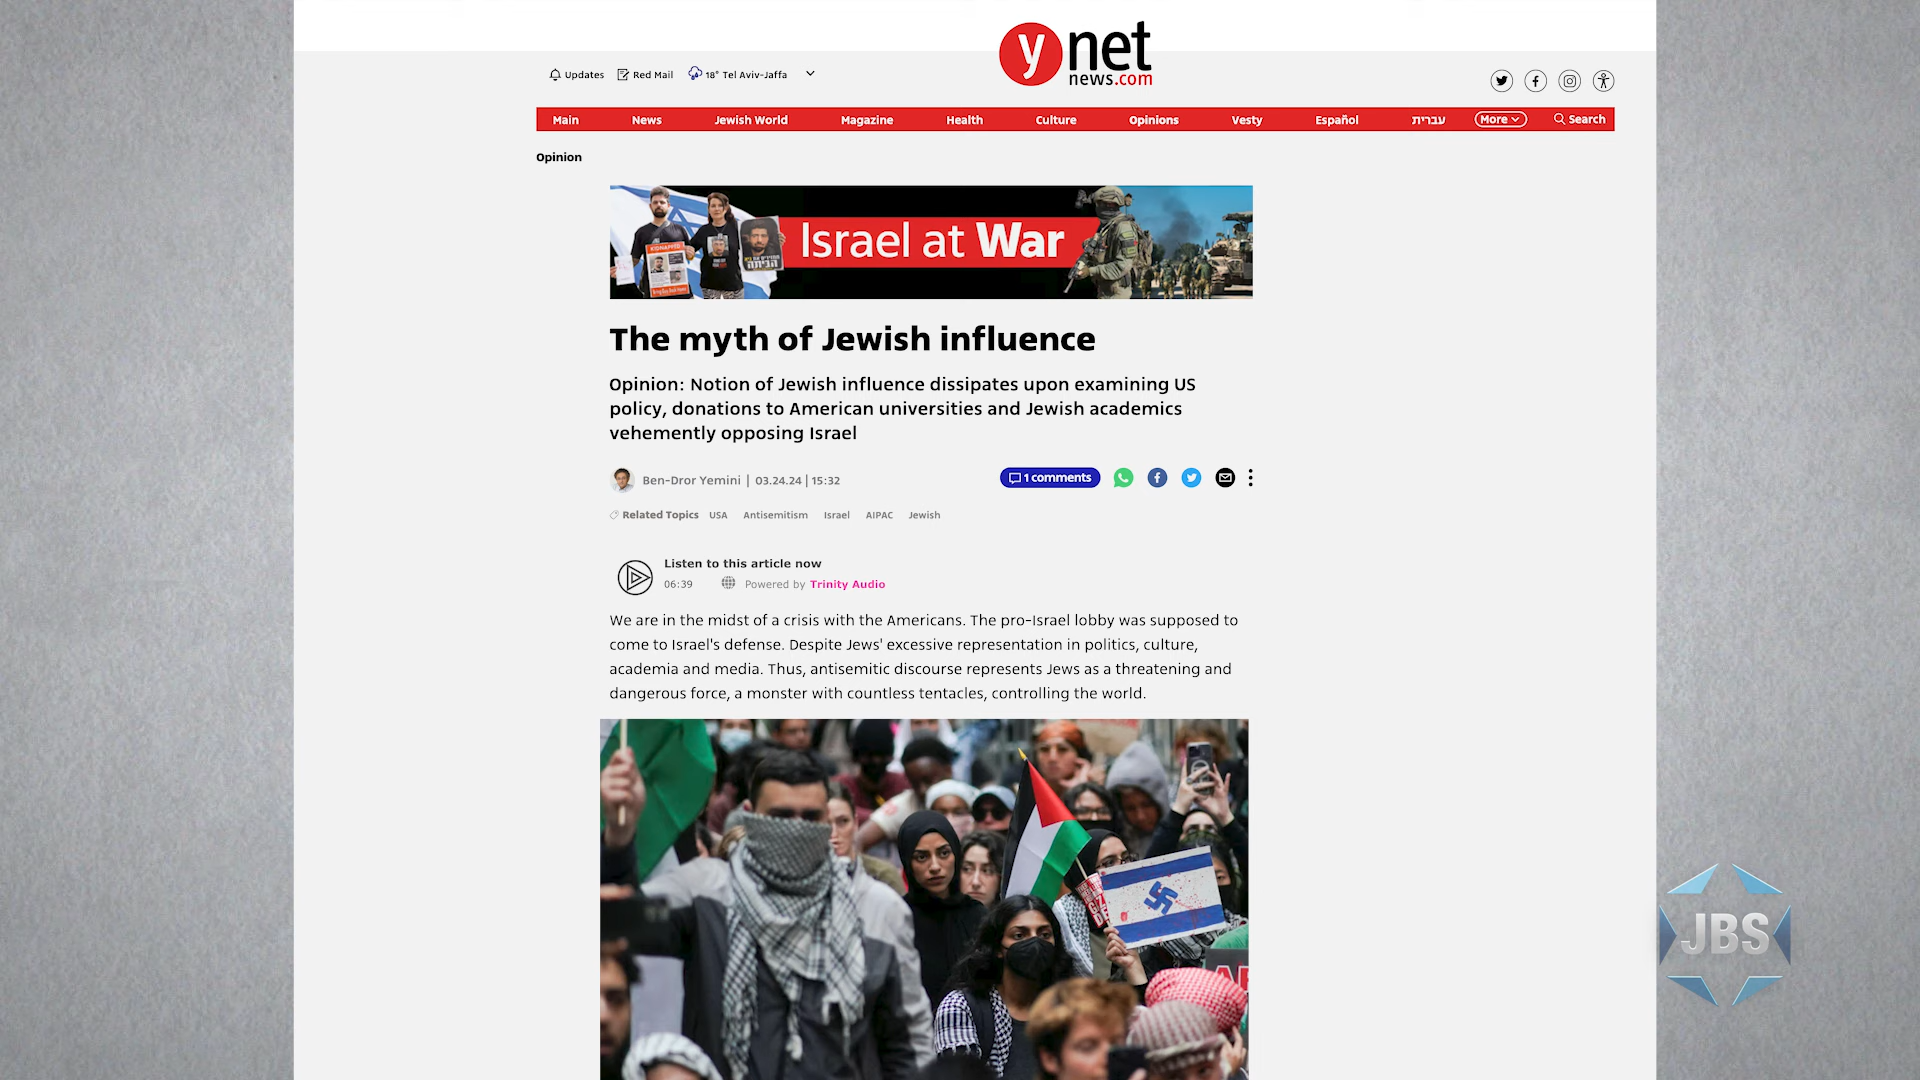 ynet
news.com
Updates Red Mail 18° Tel Aviv-Jaffa
Main News Jewish World Magazine Health Culture Opinions Vesty Español עברית More Search
Opinion
KIDNAPPED
הביתה
Israel at War
The myth of Jewish influence
Opinion: Notion of Jewish influence dissipates upon examining US
policy, donations to American universities and Jewish academics
vehemently opposing Israel
Ben-Dror Yemini | 03.24.24 | 15:32
1 comments
Related Topics USA Antisemitism Israel AIPAC Jewish
Listen to this article now
06:39 Powered by Trinity Audio
We are in the midst of a crisis with the Americans. The pro-Israel lobby was supposed to
come to Israel's defense. Despite Jews' excessive representation in politics, culture,
academia and media. Thus, antisemitic discourse represents Jews as a threatening and
dangerous force, a monster with countless tentacles, controlling the world.
JBS